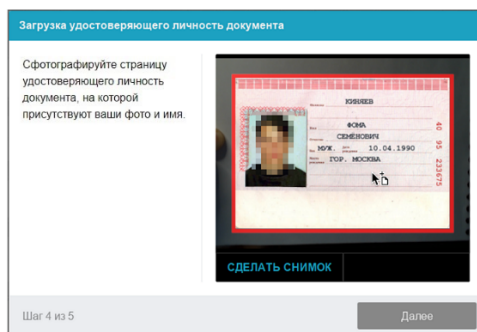 Загрузка удостоверяющего личность документа
Сфотографируйте страницу
удостоверяющего личность
документа, на которой
присутствуют ваши фото и имя.
КИНЯЕВ
ФОМА
СЕМЁНОВИЧ
МУЖ. 10.04.1990
ГОР. МОСКВА
40 95 233675
СДЕЛАТЬ СНИМОК
Шаг 4 из 5
Далее